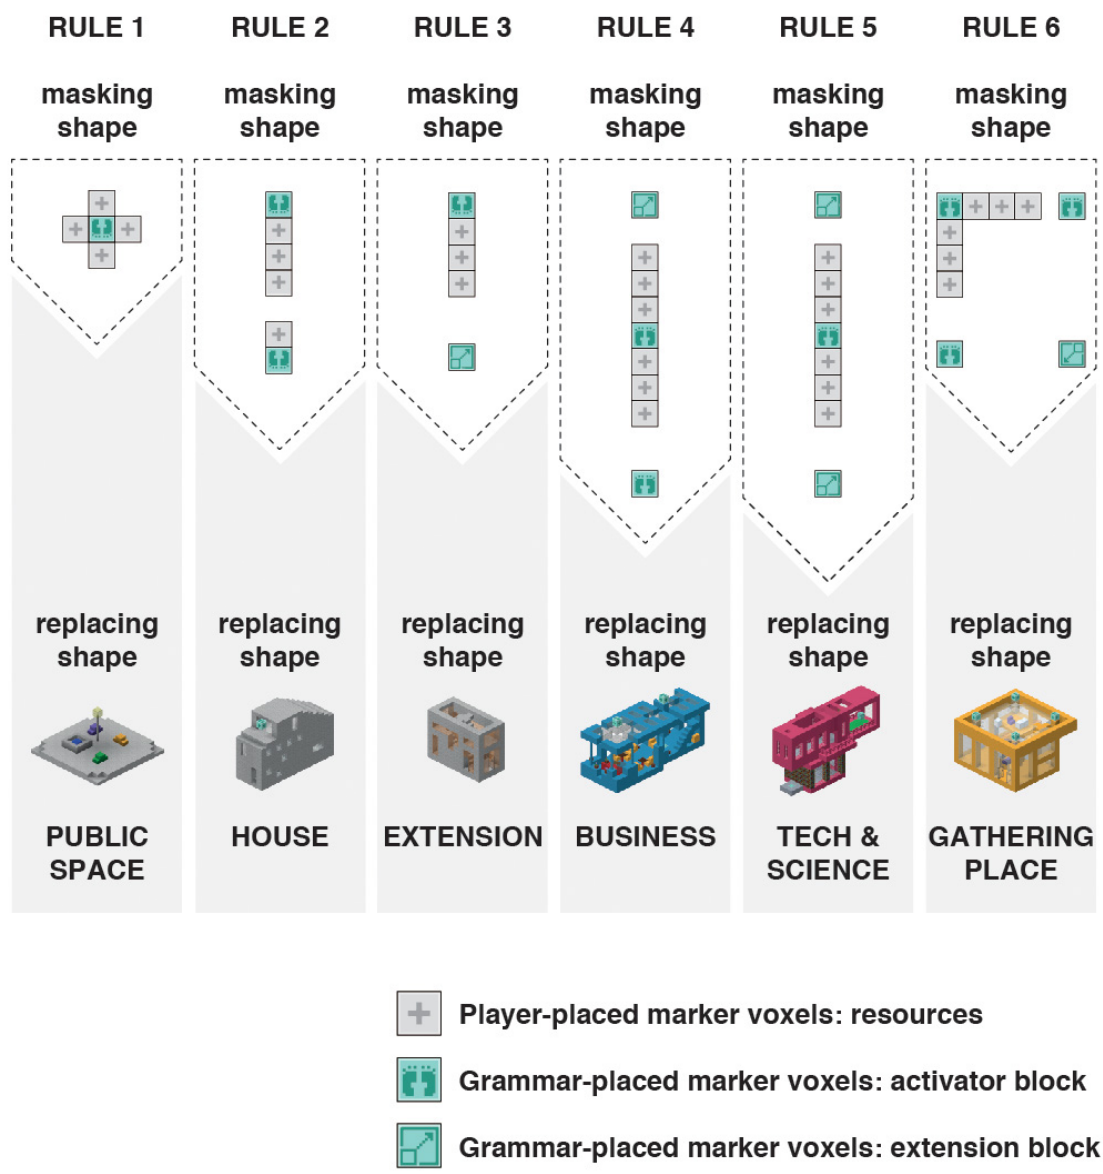 RULE 1 RULE 2 RULE 3 RULE 4 RULE 5 RULE 6
masking masking masking masking masking masking
shape shape shape shape shape shape
replacing replacing replacing replacing replacing replacing
shape shape shape shape shape shape
PUBLIC HOUSE EXTENSION BUSINESS TECH & GATHERING
SPACE SCIENCE PLACE
Player-placed marker voxels: resources
Grammar-placed marker voxels: activator block
Grammar-placed marker voxels: extension block